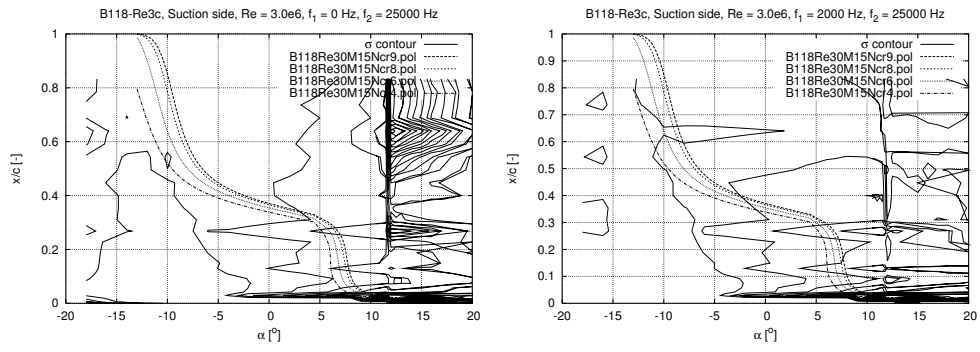 B118-Re3c, Suction side, Re = 3.0e6, f1 = 0 Hz, f2 = 25000 Hz
σ contour
B118Re30M15Ncr9.pol
B118Re30M15Ncr8.pol
B118Re30M15Ncr6.pol
B118Re30M15Ncr4.pol
x/c [-]
1
0.8
0.6
0.4
0.2
0
-20 -15 -10 -5 0 5 10 15 20
α [o]
B118-Re3c, Suction side, Re = 3.0e6, f1 = 2000 Hz, f2 = 25000 Hz
σ contour
B118Re30M15Ncr9.pol
B118Re30M15Ncr8.pol
B118Re30M15Ncr6.pol
B118Re30M15Ncr4.pol
x/c [-]
1
0.9
0.8
0.7
0.6
0.5
0.4
0.3
0.2
0.1
0
-20 -15 -10 -5 0 5 10 15 20
α [o]